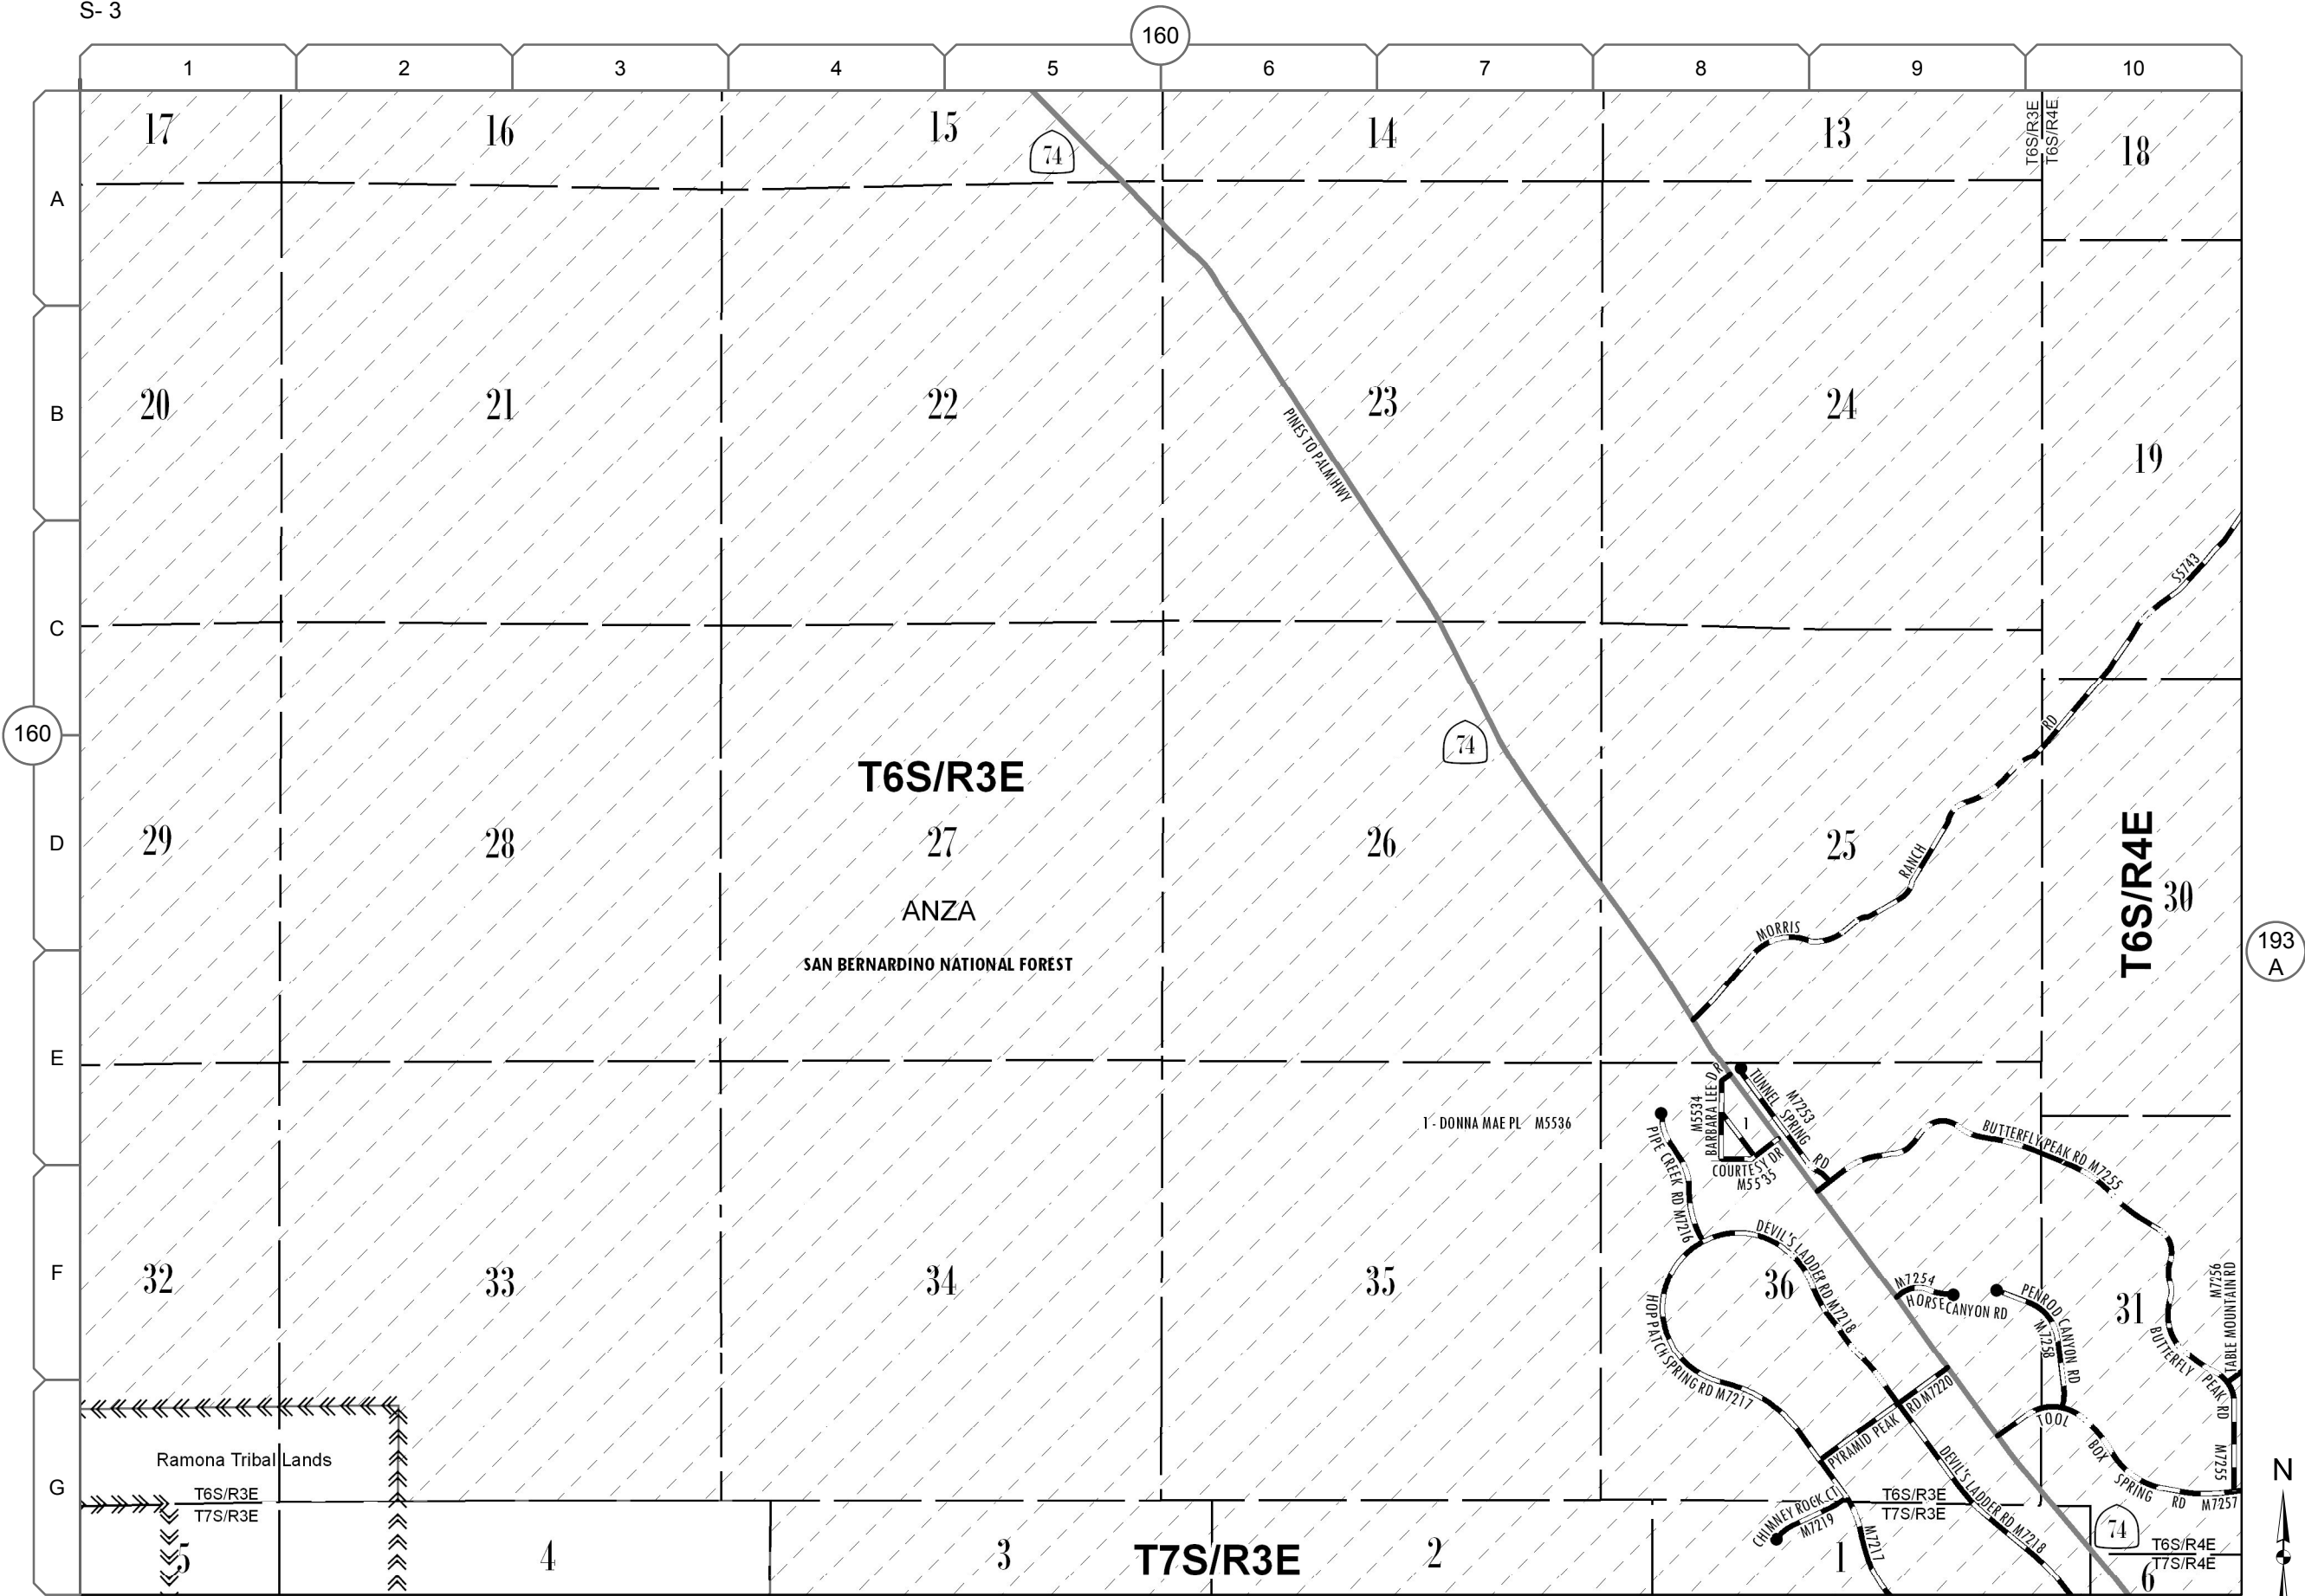 S- 3
160
1 2 3 4 5 6 7 8 9 10
17 16 15 14 13 18
T6S/R3E
T6S/R4E
74
A
20 21 22 23 24 19
B
PINES TO PALM HWY
S5743
C
RD
160
74
T6S/R3E
T6S/R4E
29 28 27 26 25 30
D
RANCH
ANZA
MORRIS
SAN BERNARDINO NATIONAL FOREST
193
A
E
1 - DONNA MAE PL M5536
M5534
BARBARA LEE DR
1
TUNNEL SPRING RD
M7253
COURTESY DR
M5535
PIPE CREEK RD M7216
BUTTERFLY PEAK RD M7255
DEVIL'S LADDER RD M7218
F
32 33 34 35 36 31
M7254
HORSE CANYON RD
PENROD CANYON RD
M7258
M7256
TABLE MOUNTAIN RD
HOP PATCH SPRING RD M7217
BUTTERFLY PEAK RD
M7255
PYRAMID PEAK RD M7220
TOOL BOX SPRING RD M7257
DEVIL'S LADDER RD M7218
Ramona Tribal Lands
G
T6S/R3E
T7S/R3E
T6S/R3E
T7S/R3E
CHIMNEY ROCK CT
M7219
M7217
74
T6S/R4E
T7S/R4E
N
5 4 3 2 1 6
T7S/R3E